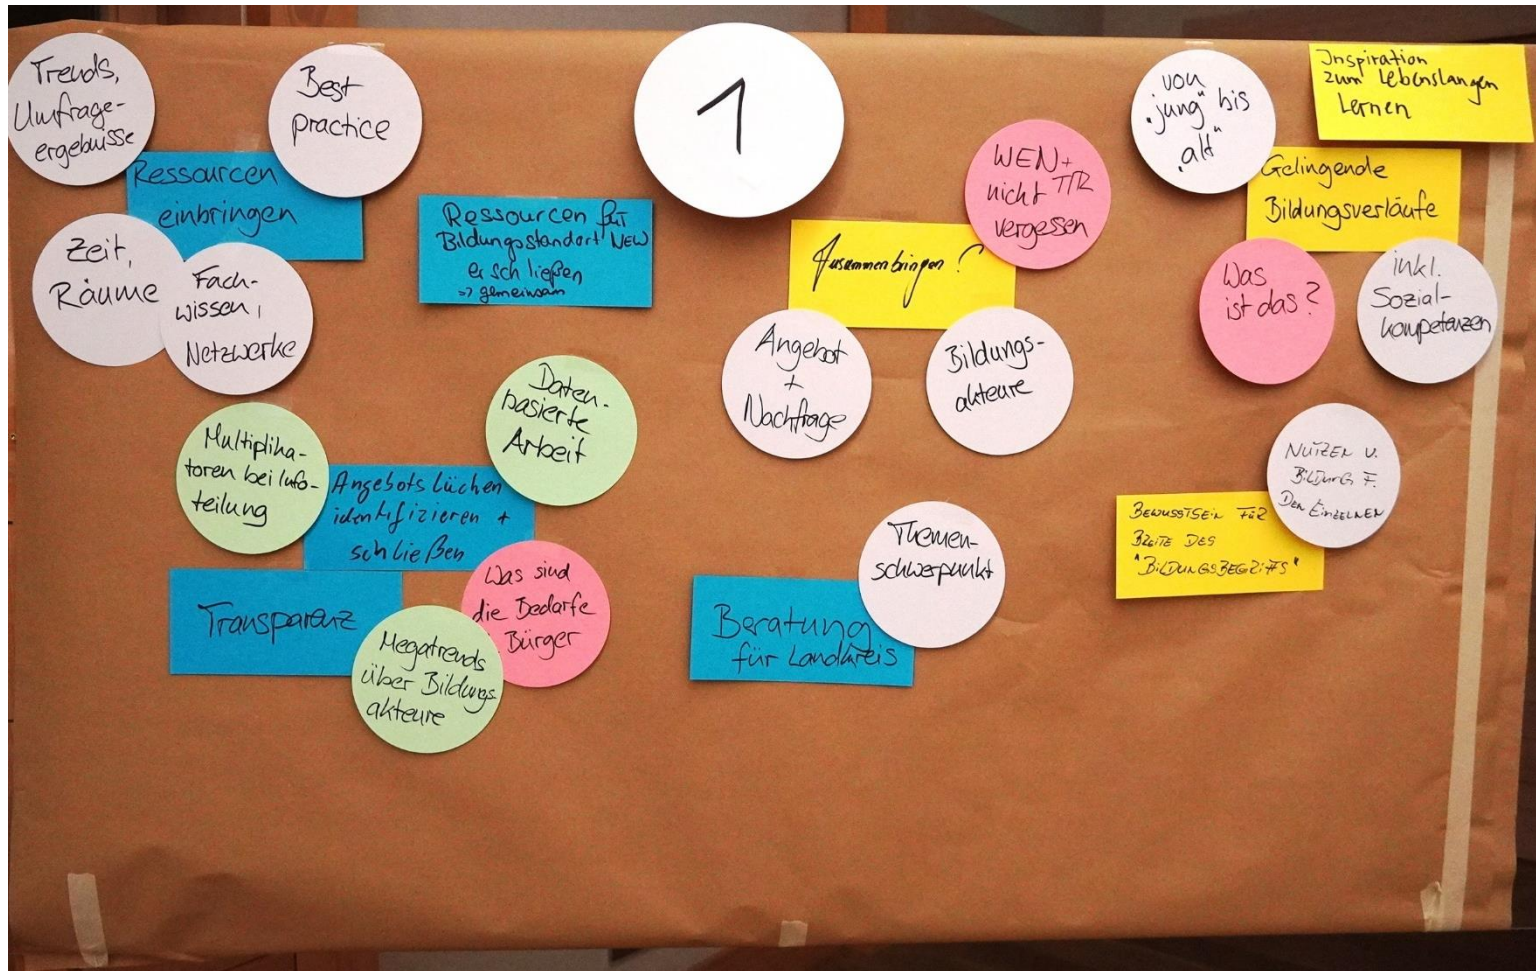 Trends,
Umfrage-
ergebnisse
Best
practice
Ressourcen
einbringen
Zeit,
Räume
Fach-
wissen,
Netzwerke
Ressourcen für
Bildungsstandort NEW
erschließen
=> gemeinsam
1
WEN +
nicht TIR
vergessen
Zusammenbringen?
Angebot
+
Nachfrage
Bildungs-
akteure
von
"jung" bis
"alt"
Inspiration
zum Lebenslangen
Lernen
Gelingende
Bildungsverläufe
Was
ist das?
inkl.
Sozial-
kompetenzen
Multiplika-
toren bei Info-
teilung
Daten-
basierte
Arbeit
Angebotslücken
identifizieren +
schließen
Transparenz
Was sind
die Bedarfe
Bürger
Megatrends
über Bildungs-
akteure
Themen-
schwerpunkt
Beratung
für Landkreis
NUTZEN V.
BILDUNG F.
DEN EINZELNEN
BEWUSSTSEIN FÜR
BREITE DES
"BILDUNGSBEGRIFFS"